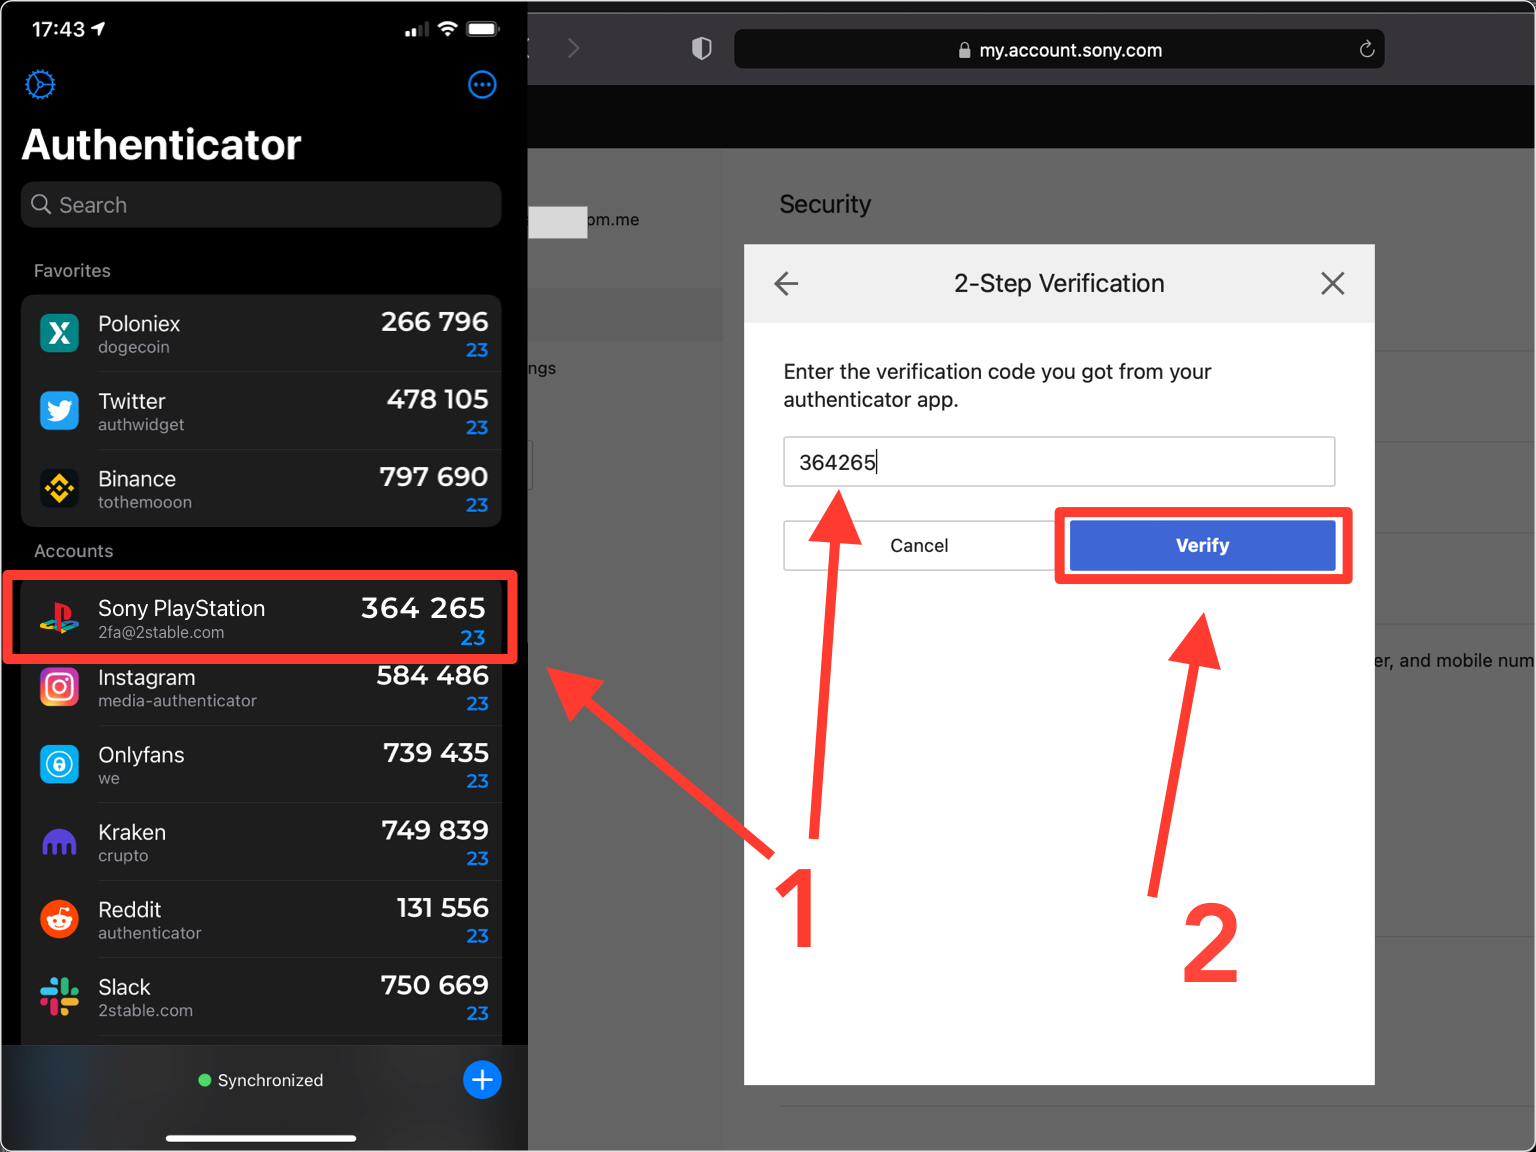 17:43
Authenticator
Search
Favorites
Poloniex
266 796
dogecoin
23
Twitter
478 105
authwidget
23
Binance
797 690
tothemooon
23
Accounts
Sony PlayStation
364 265
2fa@2stable.com
23
Instagram
584 486
media-authenticator
23
Onlyfans
739 435
we
23
Kraken
749 839
crupto
23
Reddit
131 556
authenticator
23
Slack
750 669
2stable.com
23
Synchronized
my.account.sony.com
om.me
ngs
Security
2-Step Verification
Enter the verification code you got from your
authenticator app.
364265
Cancel
Verify
er, and mobile num
1
2